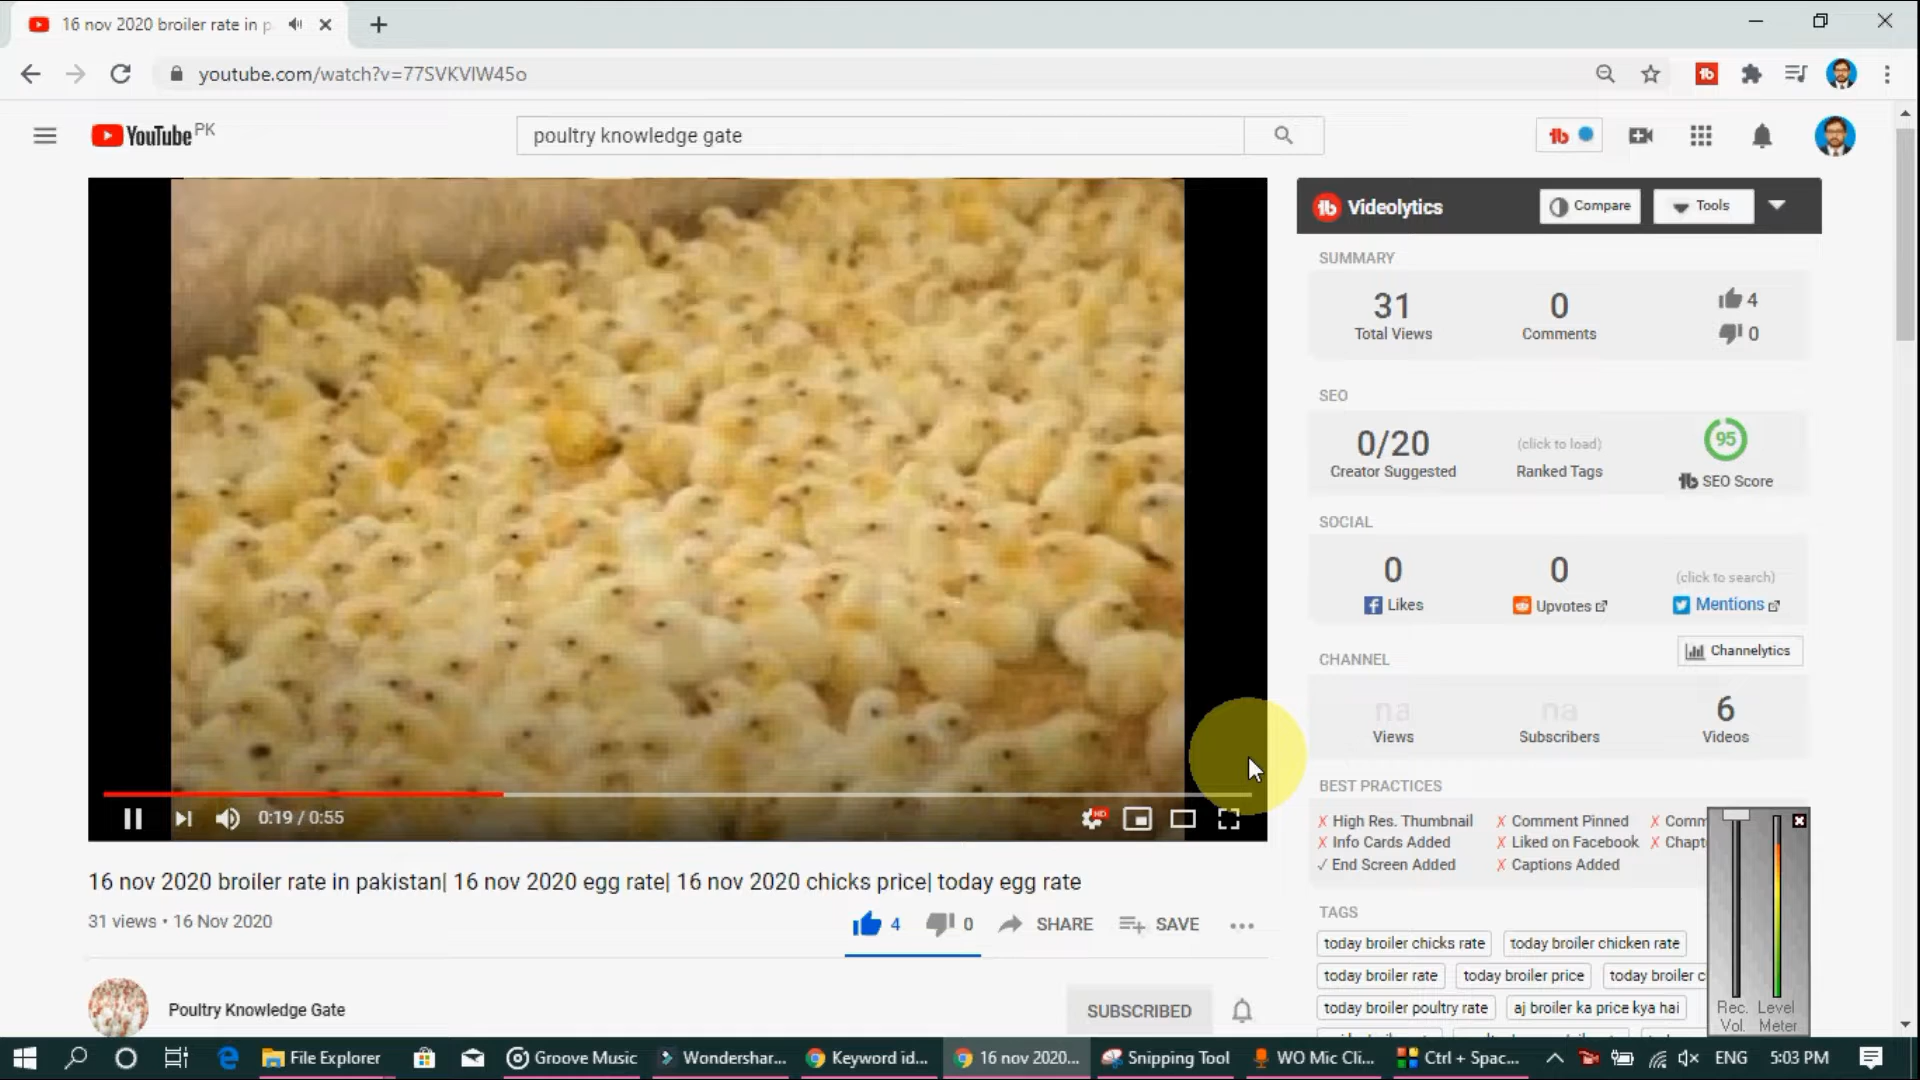 16 nov 2020 broiler rate in p
youtube.com/watch?v=77SVKVlW45o
YouTube PK
poultry knowledge gate
Videolytics
Compare
Tools
SUMMARY
31
0
4
Total Views
Comments
0
SEO
0/20
(click to load)
95
Creator Suggested
Ranked Tags
SEO Score
SOCIAL
0
0
(click to search)
Likes
Upvotes
Mentions
CHANNEL
Channelytics
na
na
6
Views
Subscribers
Videos
BEST PRACTICES
✗ High Res. Thumbnail ✗ Comment Pinned ✗ Comm
✗ Info Cards Added ✗ Liked on Facebook ✗ Chapt
✓ End Screen Added ✗ Captions Added
TAGS
today broiler chicks rate today broiler chicken rate
today broiler rate today broiler price today broiler c
today broiler poultry rate aj broiler ka price kya hai
Rec. Level
Vol. Meter
0:19 / 0:55
HD
16 nov 2020 broiler rate in pakistan| 16 nov 2020 egg rate| 16 nov 2020 chicks price| today egg rate
31 views • 16 Nov 2020
4 0 SHARE SAVE
Poultry Knowledge Gate
SUBSCRIBED
File Explorer Groove Music Wondershar... Keyword id... 16 nov 2020... Snipping Tool WO Mic Cli... Ctrl + Spac... ENG 5:03 PM